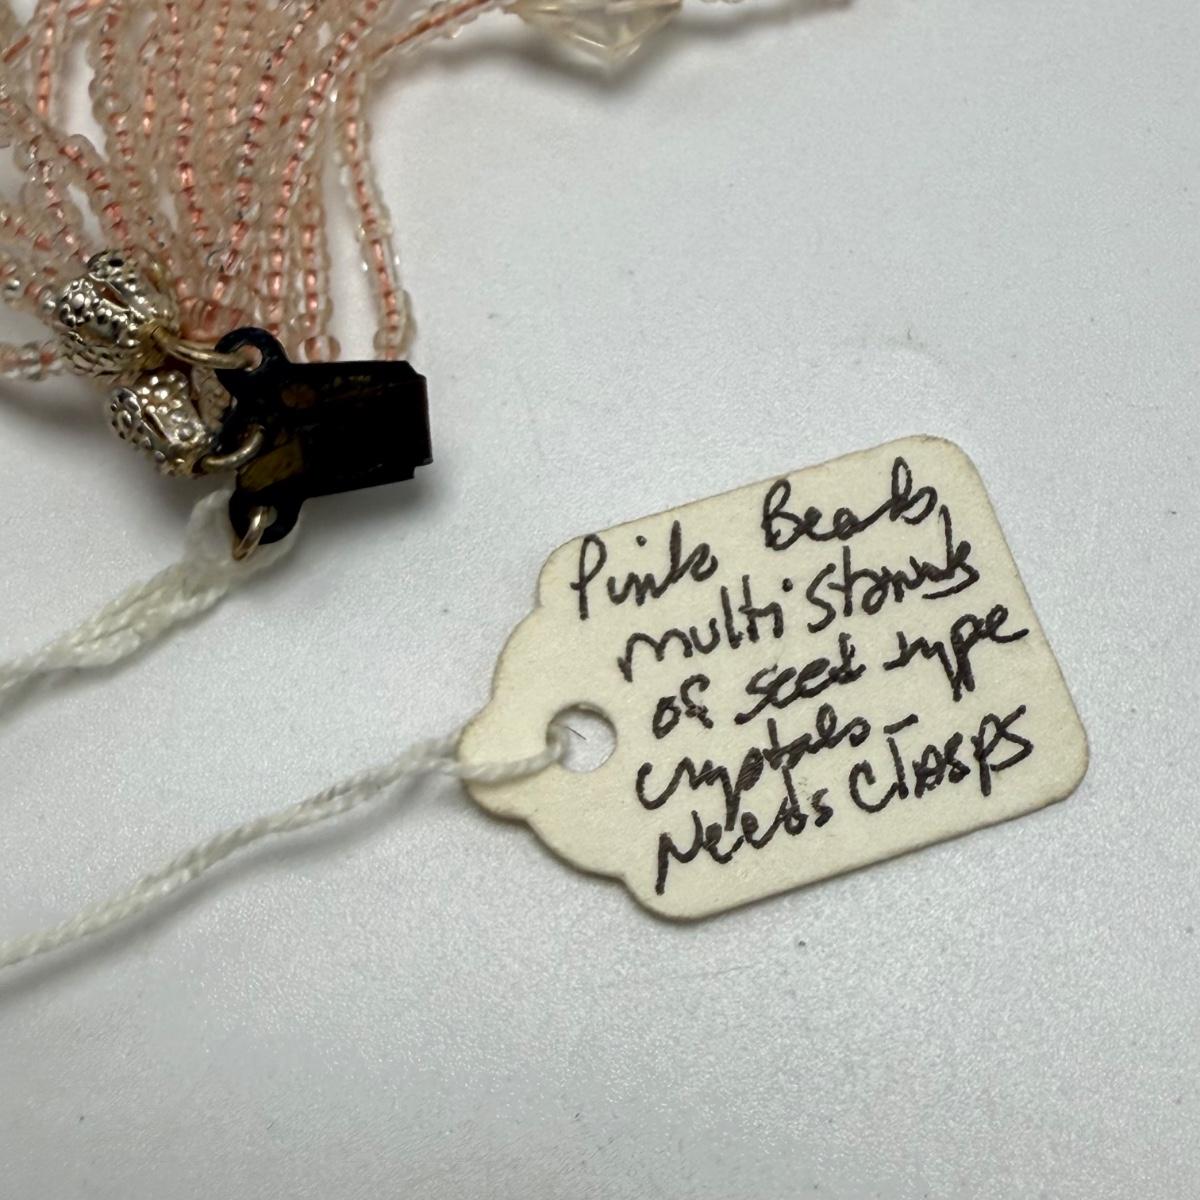 Pink Beads,
multi strands
of seed type
crystals -
Needs CLASPS